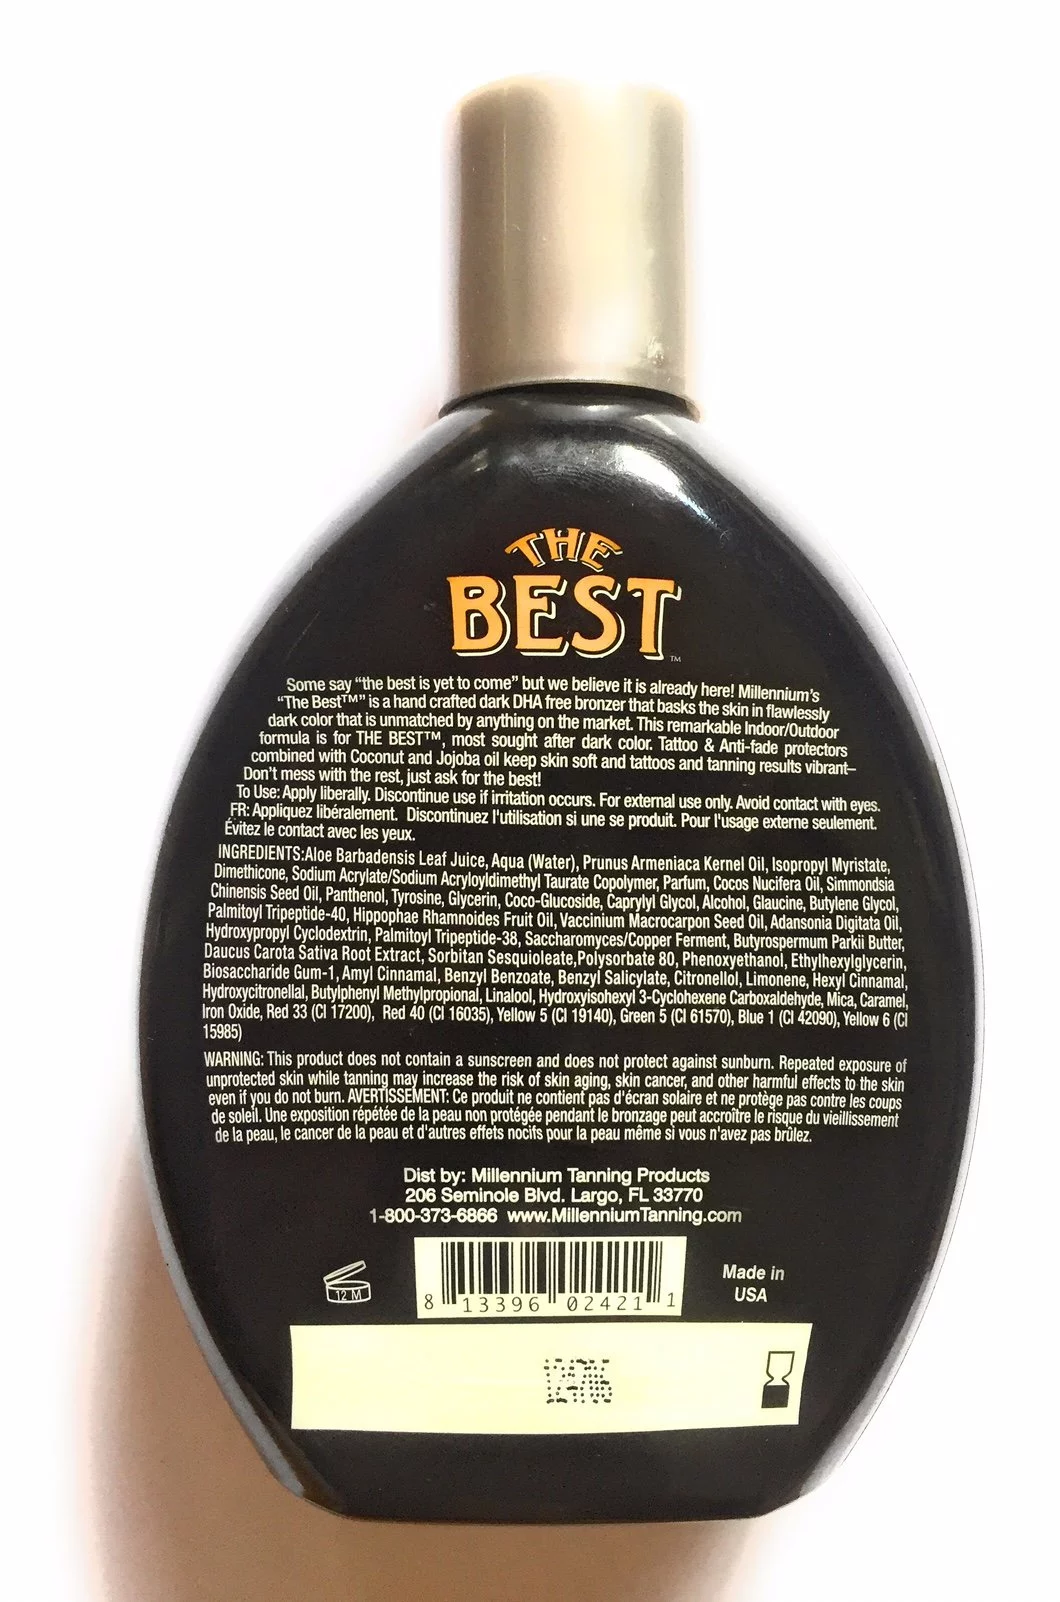 THE
BEST™
Some say “the best is yet to come” but we believe it is already here! Millennium’s
“The Best™” is a hand crafted dark DHA free bronzer that basks the skin in flawlessly
dark color that is unmatched by anything on the market. This remarkable Indoor/Outdoor
formula is for THE BEST™, most sought after dark color. Tattoo & Anti-fade protectors
combined with Coconut and Jojoba oil keep skin soft and tattoos and tanning results vibrant–
Don’t mess with the rest, just ask for the best!
To Use: Apply liberally. Discontinue use if irritation occurs. For external use only. Avoid contact with eyes.
FR: Appliquez libéralement. Discontinuez l'utilisation si une se produit. Pour l'usage externe seulement.
Évitez le contact avec les yeux.
INGREDIENTS:Aloe Barbadensis Leaf Juice, Aqua (Water), Prunus Armeniaca Kernel Oil, Isopropyl Myristate,
Dimethicone, Sodium Acrylate/Sodium Acryloyldimethyl Taurate Copolymer, Parfum, Cocos Nucifera Oil, Simmondsia
Chinensis Seed Oil, Panthenol, Tyrosine, Glycerin, Coco-Glucoside, Caprylyl Glycol, Alcohol, Glaucine, Butylene Glycol,
Palmitoyl Tripeptide-40, Hippophae Rhamnoides Fruit Oil, Vaccinium Macrocarpon Seed Oil, Adansonia Digitata Oil,
Hydroxypropyl Cyclodextrin, Palmitoyl Tripeptide-38, Saccharomyces/Copper Ferment, Butyrospermum Parkii Butter,
Daucus Carota Sativa Root Extract, Sorbitan Sesquioleate,Polysorbate 80, Phenoxyethanol, Ethylhexylglycerin,
Biosaccharide Gum-1, Amyl Cinnamal, Benzyl Benzoate, Benzyl Salicylate, Citronellol, Limonene, Hexyl Cinnamal,
Hydroxycitronellal, Butylphenyl Methylpropional, Linalool, Hydroxyisohexyl 3-Cyclohexene Carboxaldehyde, Mica, Caramel,
Iron Oxide, Red 33 (CI 17200), Red 40 (CI 16035), Yellow 5 (CI 19140), Green 5 (CI 61570), Blue 1 (CI 42090), Yellow 6 (CI
15985)
WARNING: This product does not contain a sunscreen and does not protect against sunburn. Repeated exposure of
unprotected skin while tanning may increase the risk of skin aging, skin cancer, and other harmful effects to the skin
even if you do not burn. AVERTISSEMENT: Ce produit ne contient pas d'écran solaire et ne protège pas contre les coups
de soleil. Une exposition répétée de la peau non protégée pendant le bronzage peut accroître le risque du vieillissement
de la peau, le cancer de la peau et d'autres effets nocifs pour la peau même si vous n'avez pas brûlez.
Dist by: Millennium Tanning Products
206 Seminole Blvd. Largo, FL 33770
1-800-373-6866 www.MillenniumTanning.com
12 M
8 13396 02421 1
Made in
USA